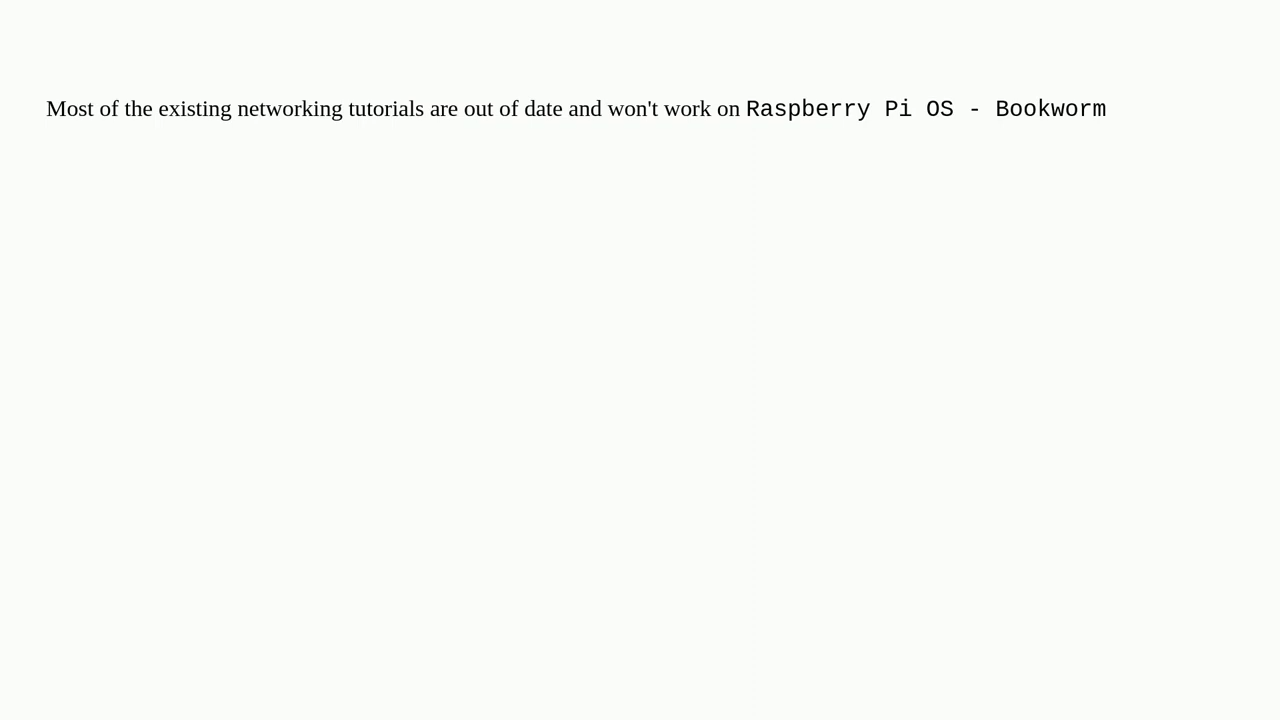 Most of the existing networking tutorials are out of date and won't work on Raspberry Pi OS - Bookworm